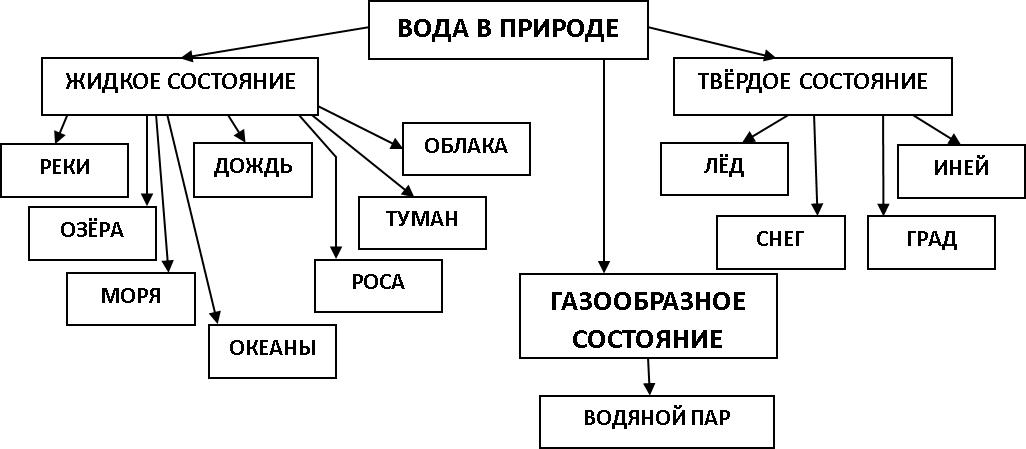 ВОДА В ПРИРОДЕ
ЖИДКОЕ СОСТОЯНИЕ
ТВЁРДОЕ СОСТОЯНИЕ
РЕКИ
ДОЖДЬ
ОБЛАКА
ЛЁД
ИНЕЙ
ОЗЁРА
ТУМАН
СНЕГ
ГРАД
МОРЯ
РОСА
ОКЕАНЫ
ГАЗООБРАЗНОЕ
СОСТОЯНИЕ
ВОДЯНОЙ ПАР